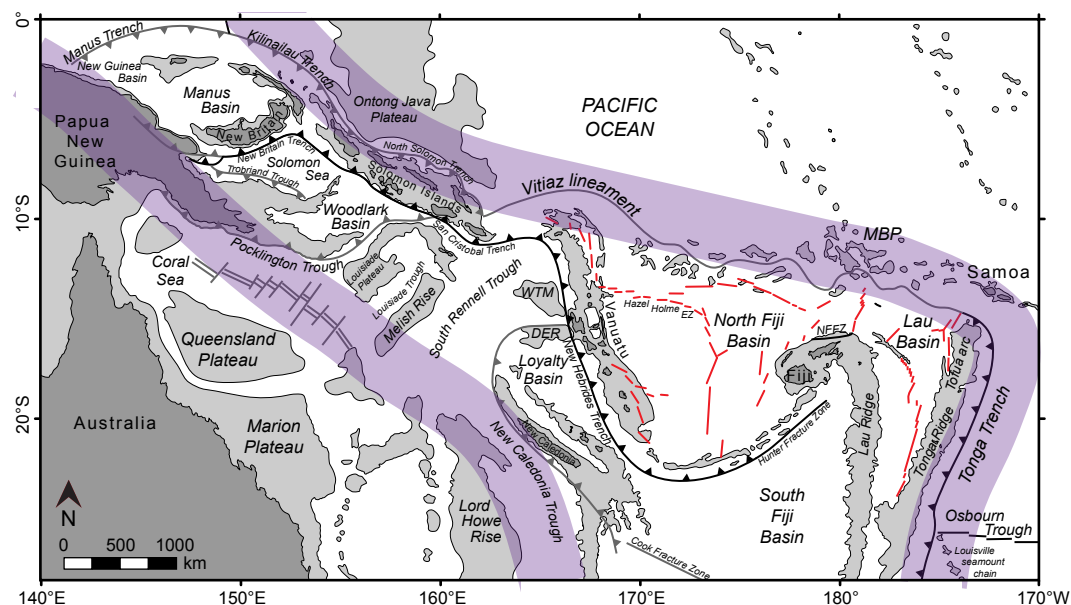 0°
10°S
20°S
Manus Trench
Kilinailau Trench
New Guinea
Basin
Manus
Basin
New Britain
Ontong Java
Plateau
PACIFIC
OCEAN
Papua
New
Guinea
New Britain Trench
Solomon
Sea
Trobriand Trough
North Solomon Trench
Solomon Islands
Woodlark
Basin
Vitiaz lineament
San Cristobal Trench
Pocklington Trough
MBP
Samoa
Coral
Sea
Louisiade
Plateau
Louisiade Trough
Melish Rise
South Rennell Trough
WTM
DER
Vanuatu
Hazel Holme EZ
North Fiji
Basin
NFFZ
Lau
Basin
Queensland
Plateau
Loyalty
Basin
New Hebrides Trench
Fiji
Tofua arc
Australia
Marion
Plateau
New Caledonia
New Caledonia Trough
Hunter Fracture Zone
Lau Ridge
Tonga Ridge
Tonga Trench
N
0 500 1000
km
Lord
Howe
Rise
South
Fiji
Basin
Cook Fracture Zone
Osbourn
Trough
Louisville
seamount
chain
140°E 150°E 160°E 170°E 180°E 170°W